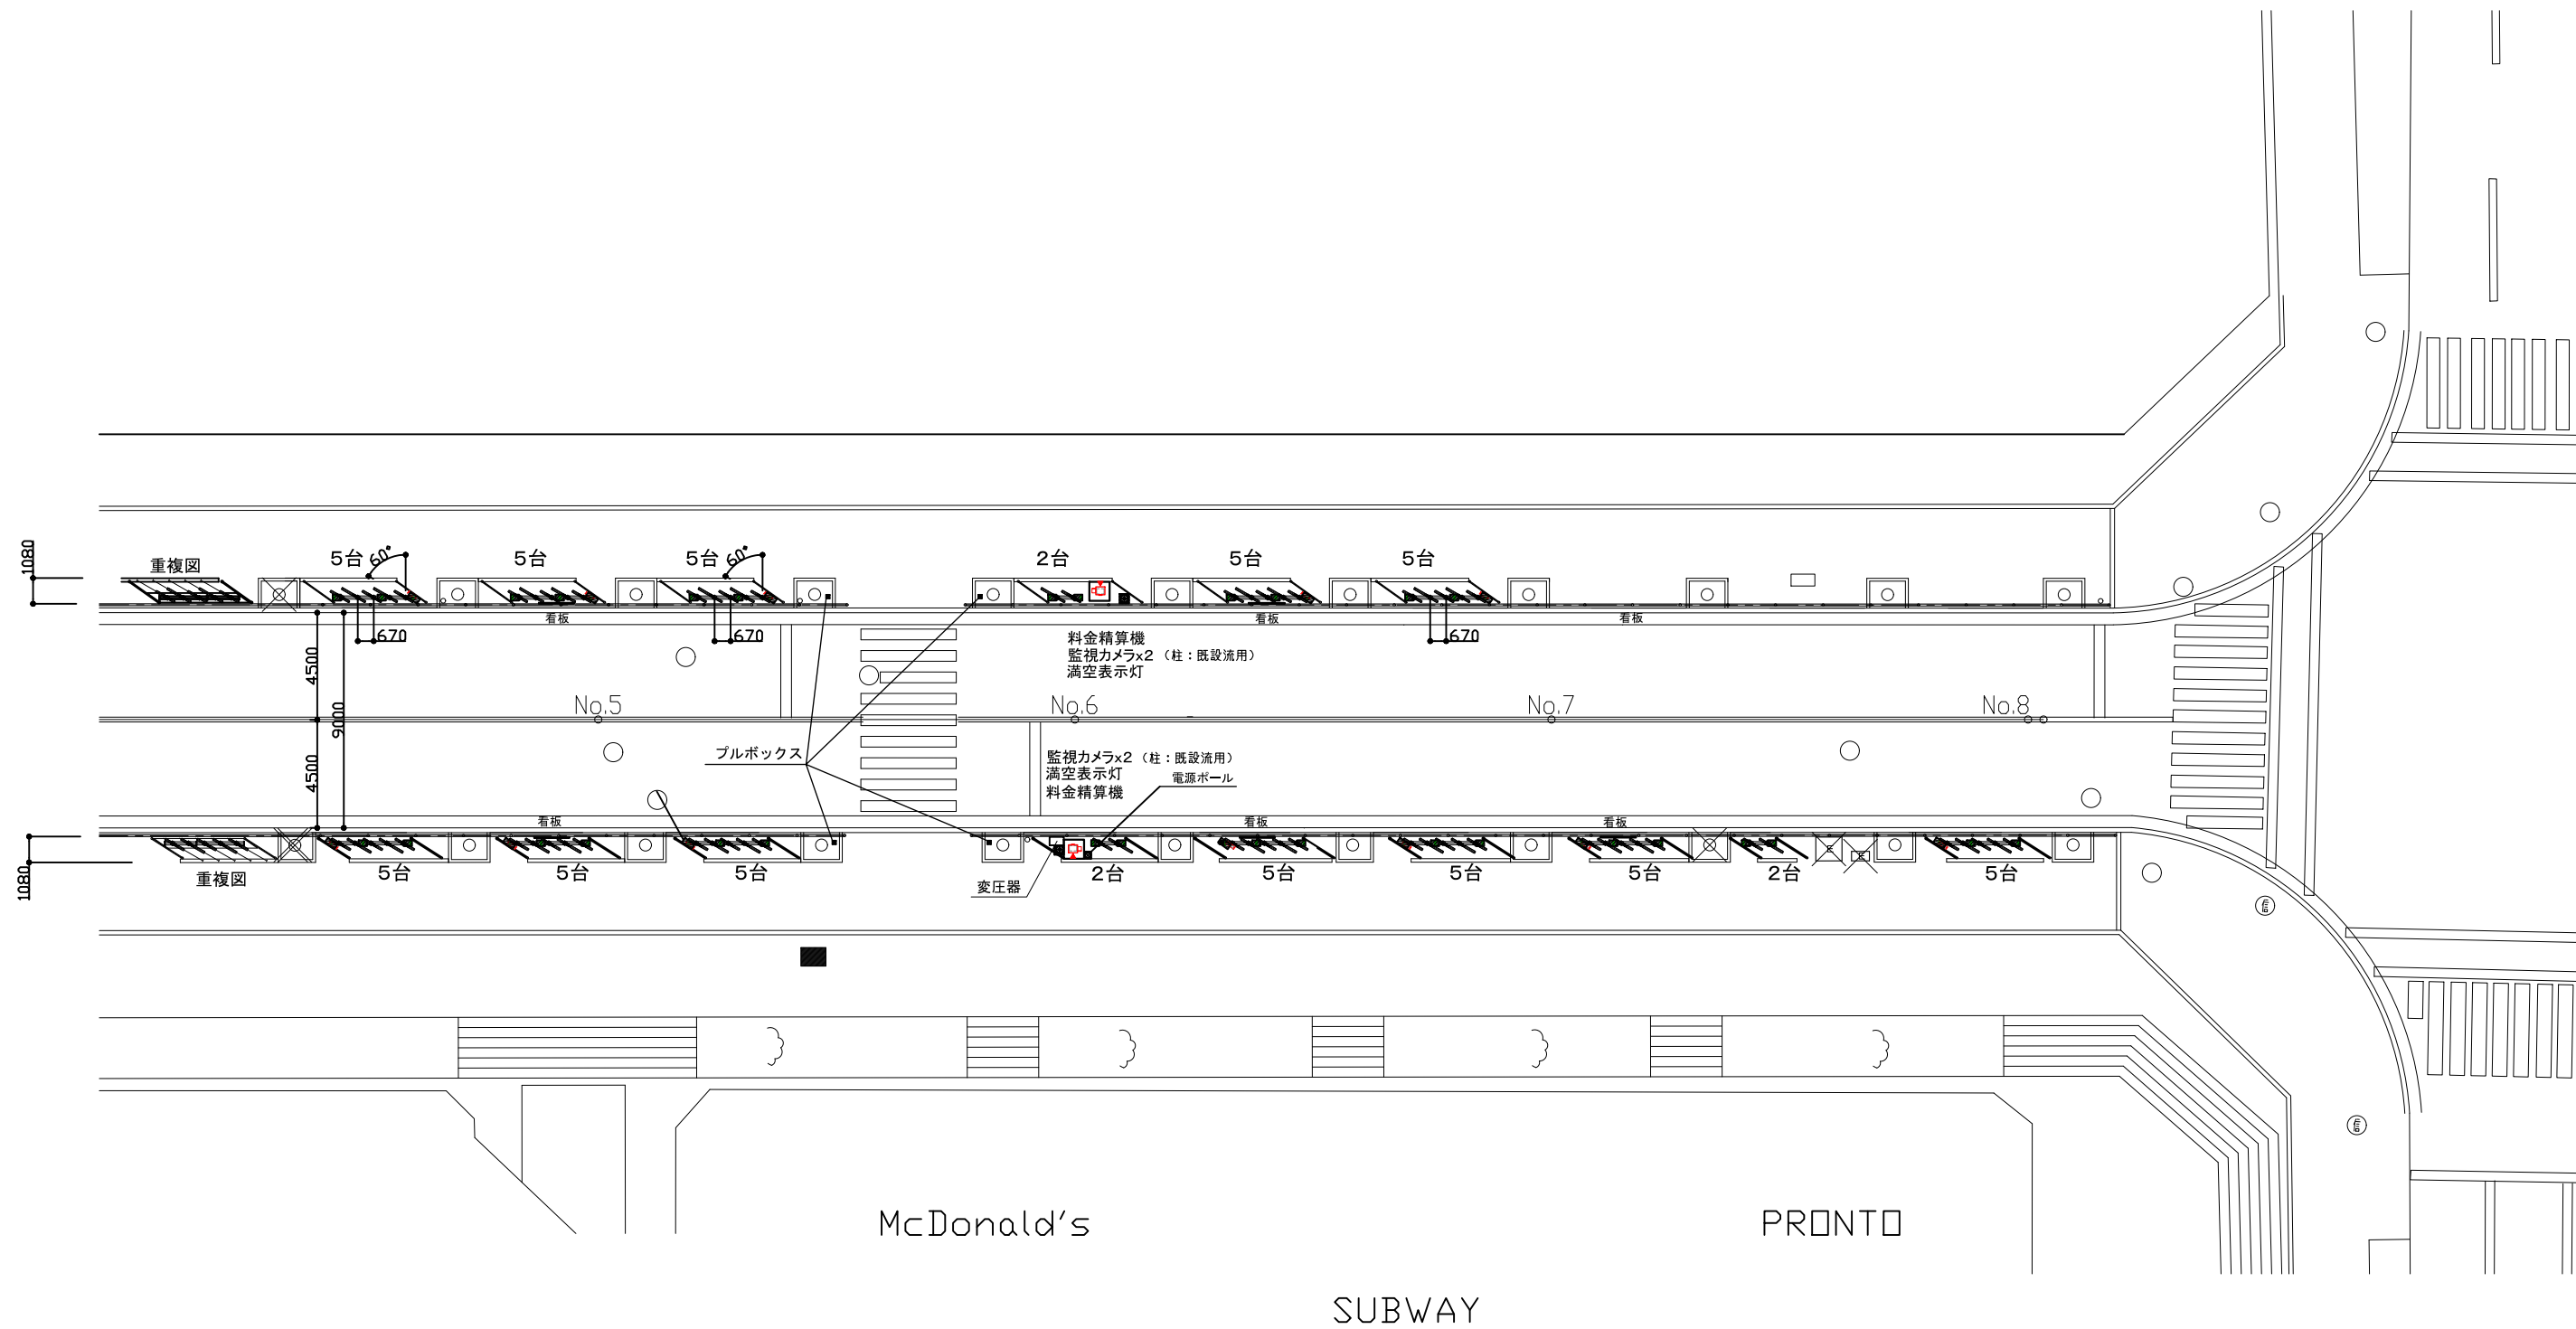 1080
重複図
5台
60°
5台
5台
60°
2台
5台
5台
看板
看板
看板
670
670
670
料金精算機
監視カメラx2（柱：既設流用）
満空表示灯
4500
9000
4500
No.5
No.6
No.7
No.8
プルボックス
監視カメラx2（柱：既設流用）
満空表示灯
料金精算機
電源ポール
看板
看板
看板
1080
重複図
5台
5台
5台
変圧器
2台
5台
5台
5台
2台
5台
McDonald's
PRONTO
SUBWAY